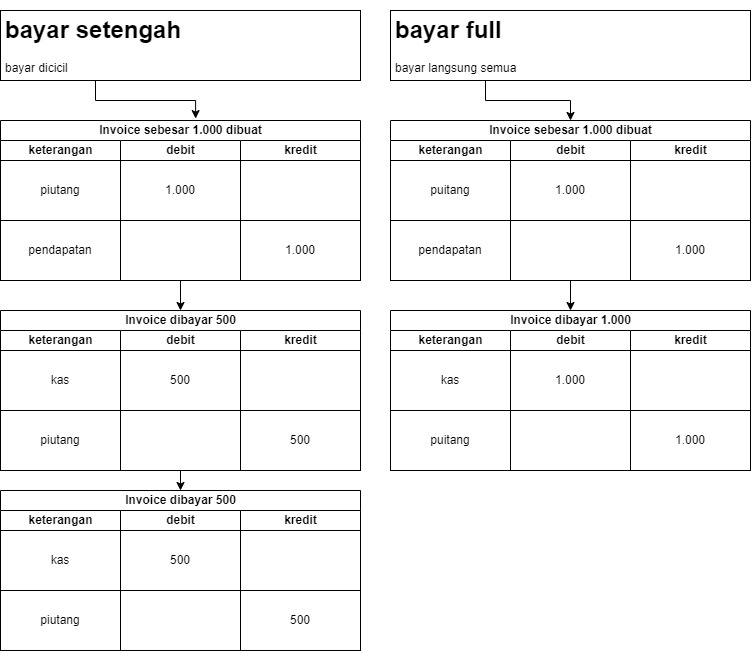 bayar setengah
bayar dicicil
Invoice sebesar 1.000 dibuat
keterangan debit kredit
piutang 1.000
pendapatan 1.000
Invoice dibayar 500
keterangan debit kredit
kas 500
piutang 500
Invoice dibayar 500
keterangan debit kredit
kas 500
piutang 500
bayar full
bayar langsung semua
Invoice sebesar 1.000 dibuat
keterangan debit kredit
puitang 1.000
pendapatan 1.000
Invoice dibayar 1.000
keterangan debit kredit
kas 1.000
puitang 1.000